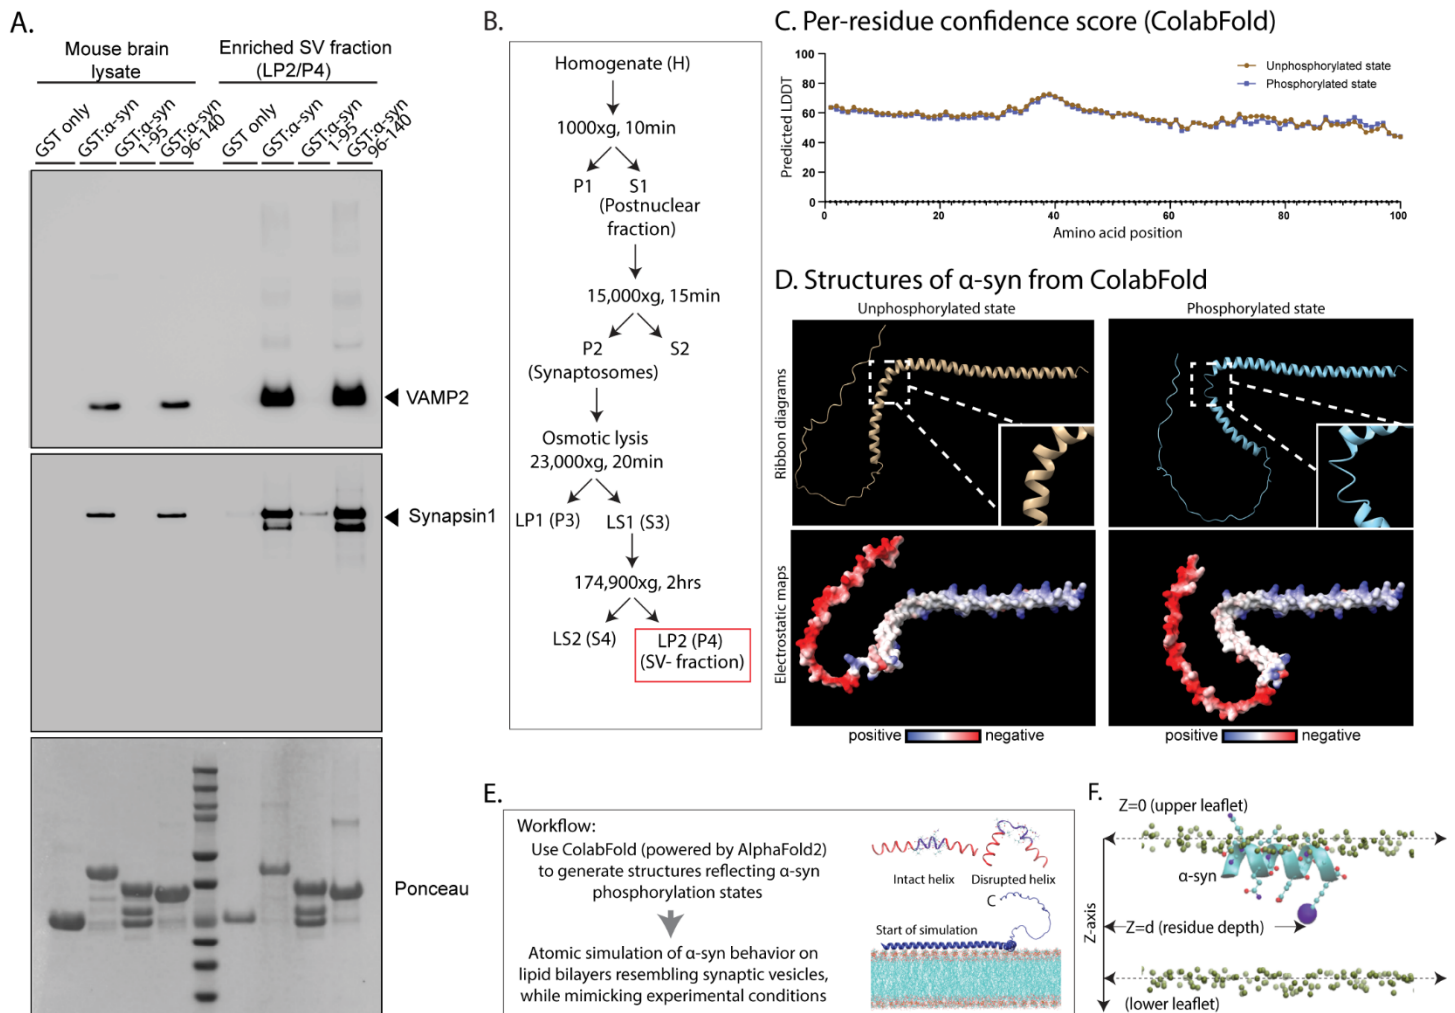 A.
Mouse brain
lysate
Enriched SV fraction
(LP2/P4)
GST only
GST:α-syn
GST:α-syn
1-95
GST:α-syn
96-140
GST only
GST:α-syn
GST:α-syn
1-95
GST:α-syn
96-140
VAMP2
Synapsin1
Ponceau
B.
Homogenate (H)
1000xg, 10min
P1
S1
(Postnuclear
fraction)
15,000xg, 15min
P2
S2
(Synaptosomes)
Osmotic lysis
23,000xg, 20min
LP1 (P3)
LS1 (S3)
174,900xg, 2hrs
LS2 (S4)
LP2 (P4)
(SV- fraction)
C. Per-residue confidence score (ColabFold)
Predicted LDDT
100
80
60
40
20
0
Unphosphorylated state
Phosphorylated state
0
20
40
60
80
100
Amino acid position
D. Structures of α-syn from ColabFold
Unphosphorylated state
Phosphorylated state
Ribbon diagrams
Electrostatic maps
positive
negative
positive
negative
E.
Workflow:
Use ColabFold (powered by AlphaFold2)
to generate structures reflecting α-syn
phosphorylation states
Atomic simulation of α-syn behavior on
lipid bilayers resembling synaptic vesicles,
while mimicking experimental conditions
Intact helix
Disrupted helix
C
Start of simulation
F.
Z=0 (upper leaflet)
α-syn
Z-axis
Z=d (residue depth)
(lower leaflet)